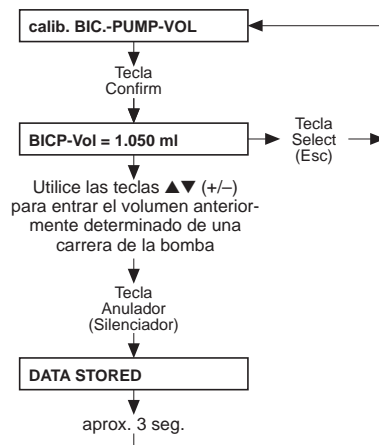 calib. BIC.-PUMP-VOL
Tecla
Confirm
BICP-Vol = 1.050 ml
Tecla
Select
(Esc)
Utilice las teclas ▲▼ (+/–)
para entrar el volumen anterior-
mente determinado de una
carrera de la bomba
Tecla
Anulador
(Silenciador)
DATA STORED
aprox. 3 seg.